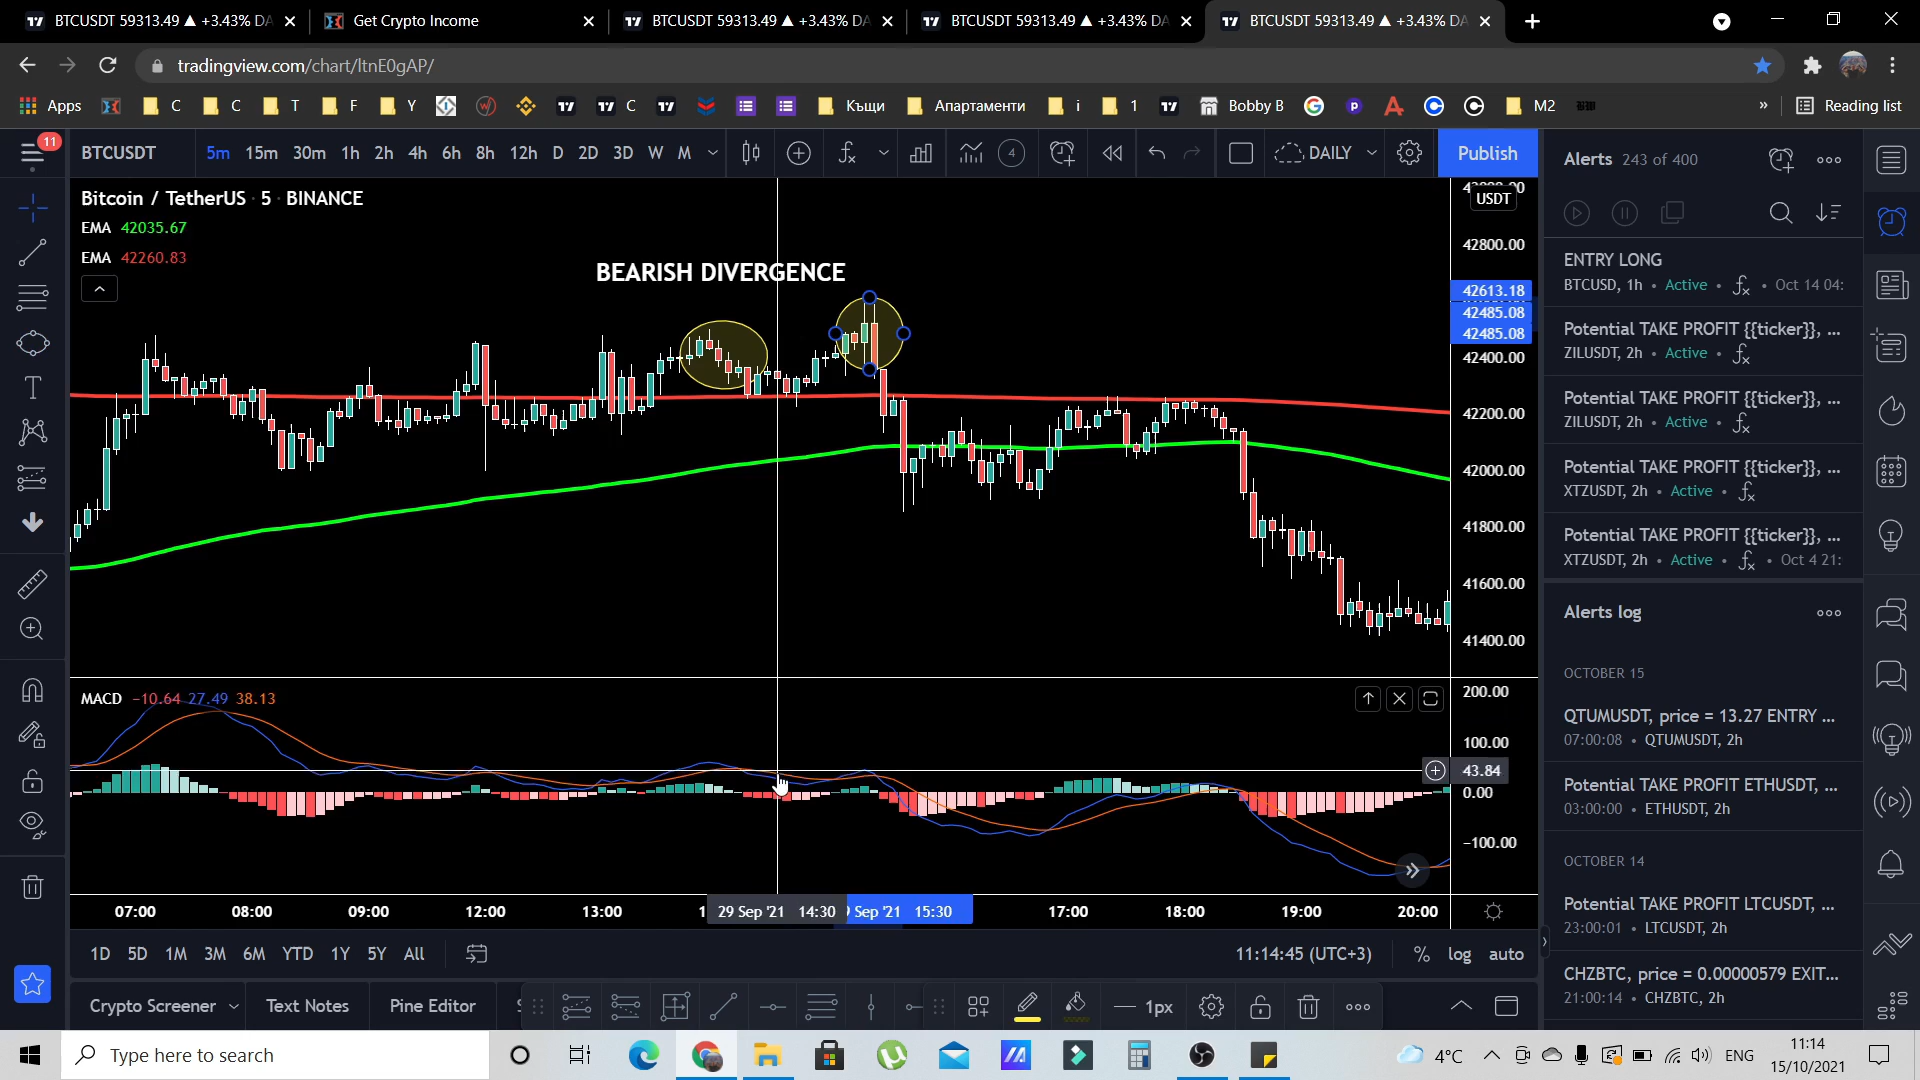 BTCUSDT 59313.49 ▲ +3.43% DA
Get Crypto Income
BTCUSDT 59313.49 ▲ +3.43% DA
BTCUSDT 59313.49 ▲ +3.43% DA
BTCUSDT 59313.49 ▲ +3.43% DA
tradingview.com/chart/ltnE0gAP/
Apps C C T F Y C Къщи Апартаменти i 1 Bobby B M2 » Reading list
11
BTCUSDT 5m 15m 30m 1h 2h 4h 6h 8h 12h D 2D 3D W M 4 DAILY Publish
Alerts 243 of 400
Bitcoin / TetherUS · 5 · BINANCE
EMA 42035.67
EMA 42260.83
BEARISH DIVERGENCE
USDT
42800.00
42613.18
42485.08
42485.08
42400.00
42200.00
42000.00
41800.00
41600.00
41400.00
MACD −10.64 27.49 38.13
200.00
100.00
43.84
0.00
−100.00
07:00 08:00 09:00 12:00 13:00 29 Sep '21 14:30 Sep '21 15:30 17:00 18:00 19:00 20:00
1D 5D 1M 3M 6M YTD 1Y 5Y All
11:14:45 (UTC+3) % log auto
Crypto Screener Text Notes Pine Editor 1px
ENTRY LONG
BTCUSD, 1h • Active • fx • Oct 14 04:
Potential TAKE PROFIT {{ticker}}, ...
ZILUSDT, 2h • Active • fx
Potential TAKE PROFIT {{ticker}}, ...
ZILUSDT, 2h • Active • fx
Potential TAKE PROFIT {{ticker}}, ...
XTZUSDT, 2h • Active • fx
Potential TAKE PROFIT {{ticker}}, ...
XTZUSDT, 2h • Active • fx • Oct 4 21:
Alerts log
OCTOBER 15
QTUMUSDT, price = 13.27 ENTRY ...
07:00:08 • QTUMUSDT, 2h
Potential TAKE PROFIT ETHUSDT, ...
03:00:00 • ETHUSDT, 2h
OCTOBER 14
Potential TAKE PROFIT LTCUSDT, ...
23:00:01 • LTCUSDT, 2h
CHZBTC, price = 0.00000579 EXIT...
21:00:14 • CHZBTC, 2h
Type here to search
4°C
ENG
11:14
15/10/2021